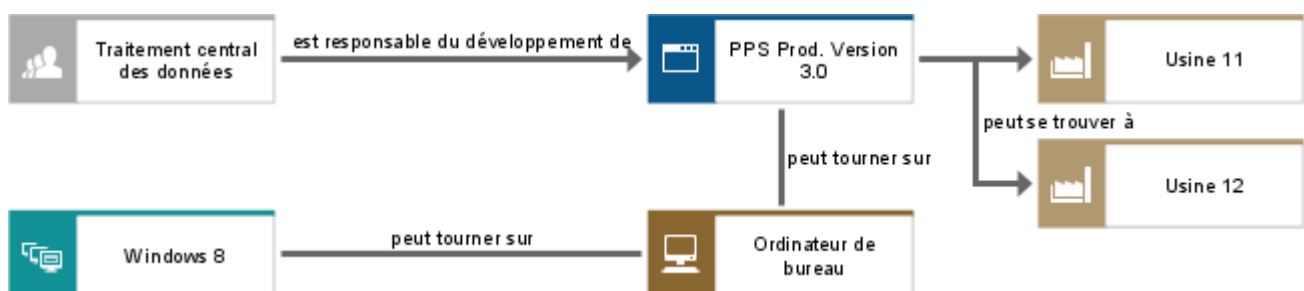 Traitement central
des données
est responsable du développement de
PPS Prod. Version
3.0
Usine 11
peut se trouver à
peut tourner sur
Usine 12
Windows 8
peut tourner sur
Ordinateur de
bureau